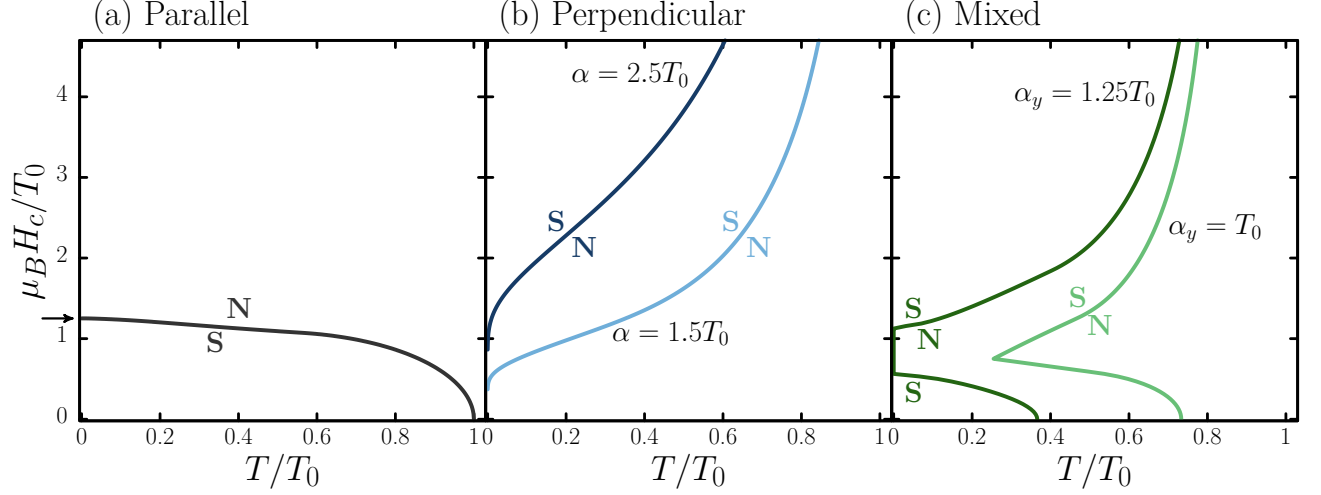 (a) Parallel
(b) Perpendicular
(c) Mixed
μ_B H_c/T_0
4
3
2
1
0
N
S
0
0.2
0.4
0.6
0.8
1
T/T_0
α = 2.5T_0
S
N
S
N
α = 1.5T_0
0
0.2
0.4
0.6
0.8
1
T/T_0
α_y = 1.25T_0
α_y = T_0
S
N
S
N
S
0
0.2
0.4
0.6
0.8
1
T/T_0